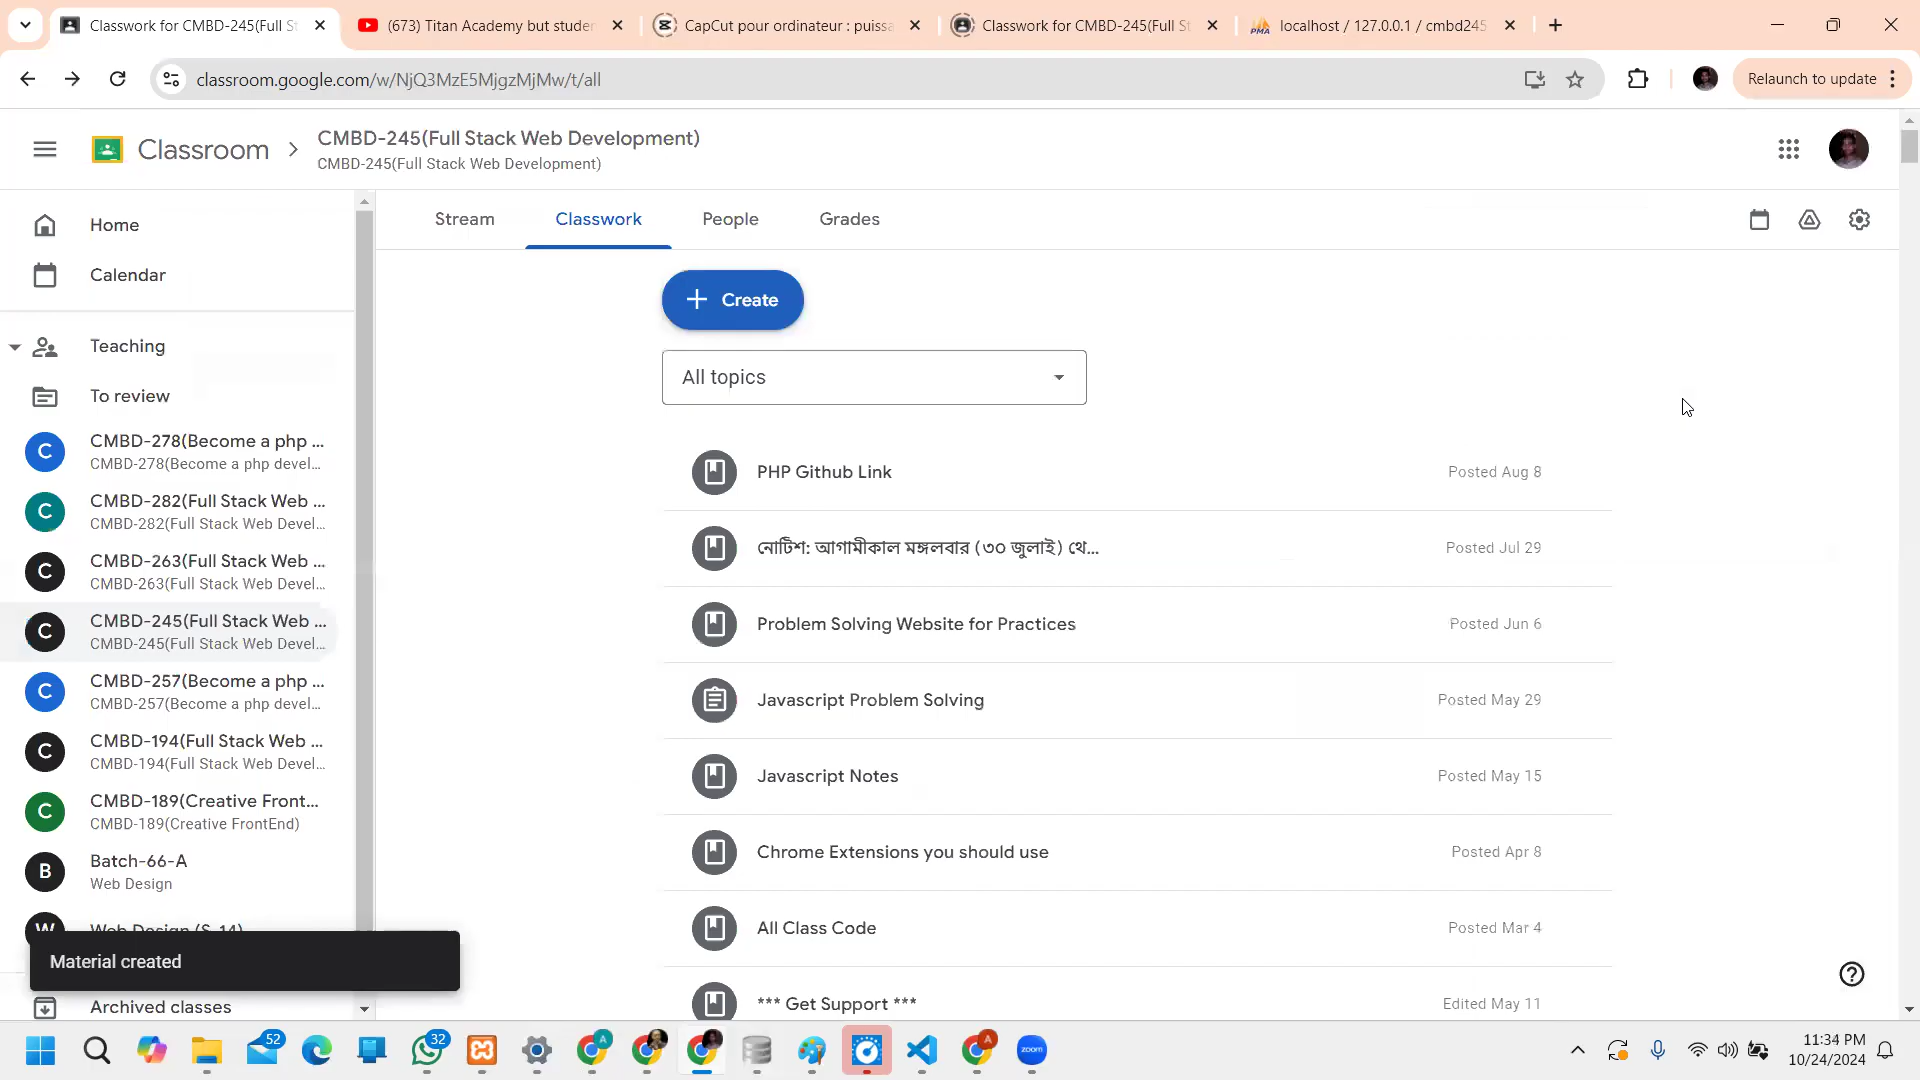 Classwork for CMBD-245(Full St
(673) Titan Academy but studen
CapCut pour ordinateur : puissa
Classwork for CMBD-245(Full St
localhost / 127.0.0.1 / cmbd245
classroom.google.com/w/NjQ3MzE5MjgzMjMw/t/all
Relaunch to update
Classroom
CMBD-245(Full Stack Web Development)
CMBD-245(Full Stack Web Development)
Home
Calendar
Teaching
To review
C
CMBD-278(Become a php ...
CMBD-278(Become a php devel...
C
CMBD-282(Full Stack Web ...
CMBD-282(Full Stack Web Devel...
C
CMBD-263(Full Stack Web ...
CMBD-263(Full Stack Web Devel...
C
CMBD-245(Full Stack Web ...
CMBD-245(Full Stack Web Devel...
C
CMBD-257(Become a php ...
CMBD-257(Become a php devel...
C
CMBD-194(Full Stack Web ...
CMBD-194(Full Stack Web Devel...
C
CMBD-189(Creative Front...
CMBD-189(Creative FrontEnd)
B
Batch-66-A
Web Design
W
Web Design (S-14)
Material created
Archived classes
Stream
Classwork
People
Grades
+ Create
All topics
PHP Github Link
Posted Aug 8
নোটিশ: আগামীকাল মঙ্গলবার (৩০ জুলাই) থে...
Posted Jul 29
Problem Solving Website for Practices
Posted Jun 6
Javascript Problem Solving
Posted May 29
Javascript Notes
Posted May 15
Chrome Extensions you should use
Posted Apr 8
All Class Code
Posted Mar 4
*** Get Support ***
Edited May 11
52
32
A
A
zoom
11:34 PM
10/24/2024